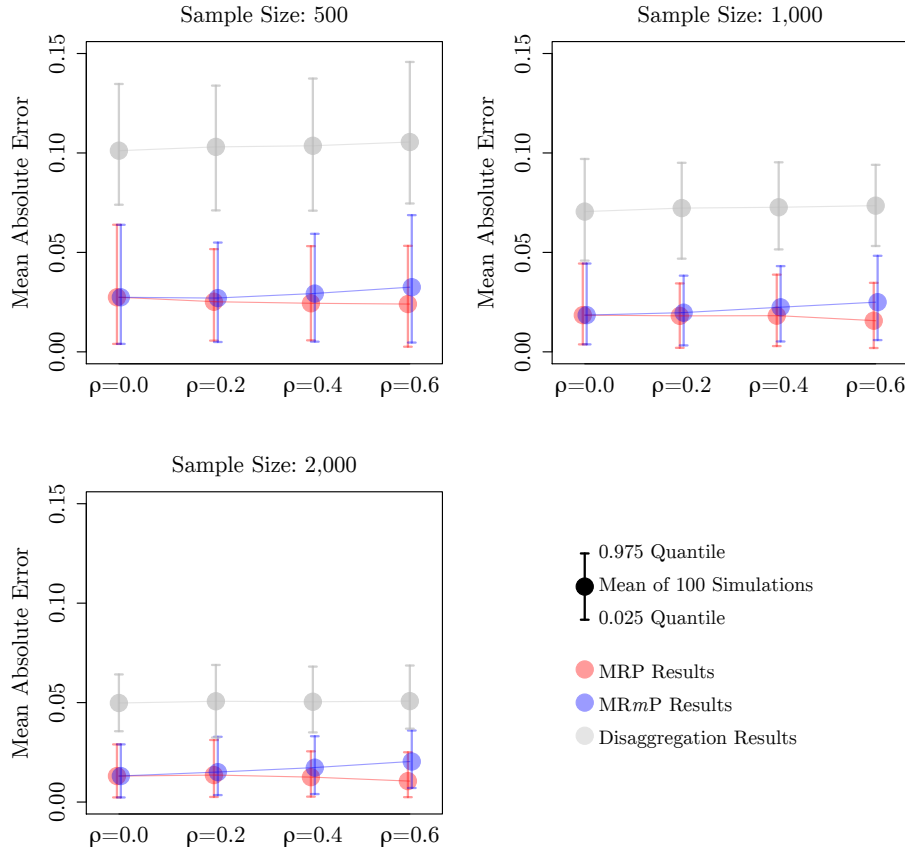 Sample Size: 500
Mean Absolute Error
0.15
0.10
0.05
0.00
ρ=0.0 ρ=0.2 ρ=0.4 ρ=0.6
Sample Size: 1,000
Mean Absolute Error
0.15
0.10
0.05
0.00
ρ=0.0 ρ=0.2 ρ=0.4 ρ=0.6
Sample Size: 2,000
Mean Absolute Error
0.15
0.10
0.05
0.00
ρ=0.0 ρ=0.2 ρ=0.4 ρ=0.6
0.975 Quantile
Mean of 100 Simulations
0.025 Quantile
MRP Results
MRmP Results
Disaggregation Results